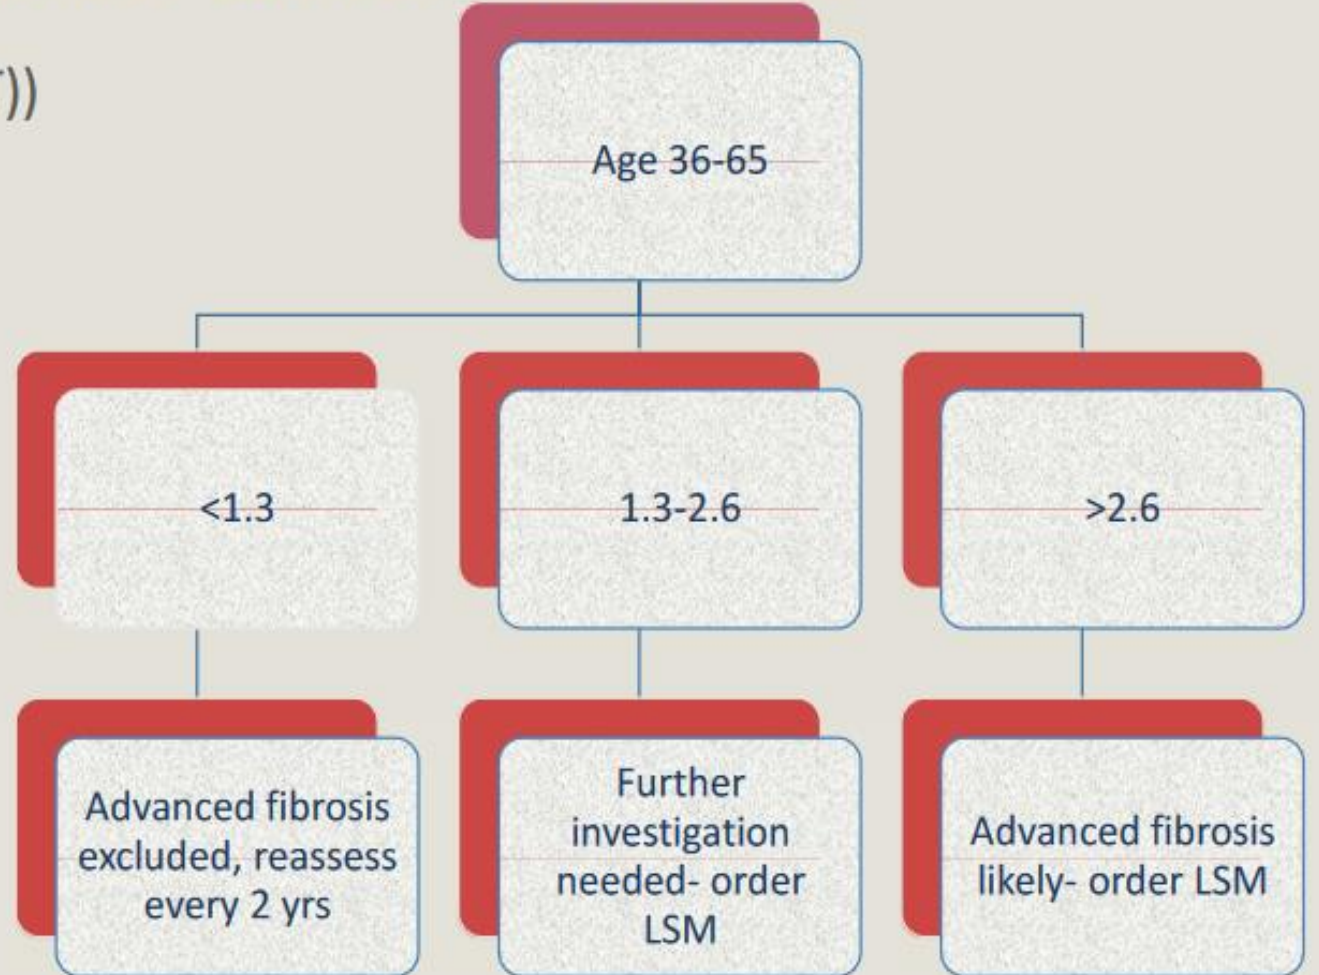 ))
Age 36-65
<1.3
1.3-2.6
>2.6
Advanced fibrosis
excluded, reassess
every 2 yrs
Further
investigation
needed- order
LSM
Advanced fibrosis
likely- order LSM